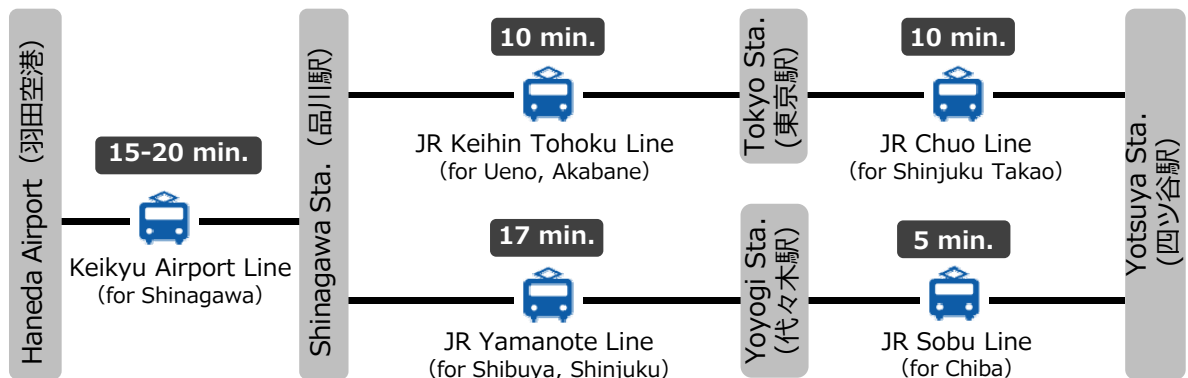 Haneda Airport（羽田空港）
15-20 min.
Keikyu Airport Line
（for Shinagawa）
Shinagawa Sta.（品川駅）
10 min.
JR Keihin Tohoku Line
（for Ueno, Akabane）
Tokyo Sta.
（東京駅）
10 min.
JR Chuo Line
（for Shinjuku Takao）
17 min.
JR Yamanote Line
（for Shibuya, Shinjuku）
Yoyogi Sta.
（代々木駅）
5 min.
JR Sobu Line
（for Chiba）
Yotsuya Sta.
（四ツ谷駅）